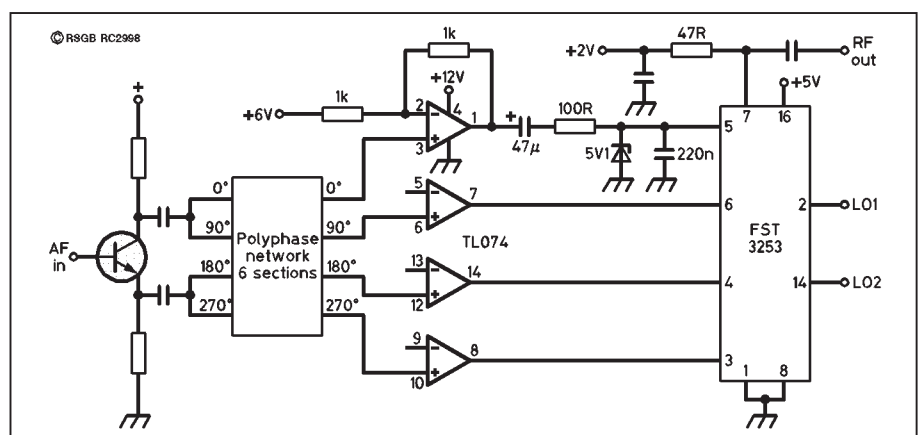 © RSGB RC2998
+
AF
in
0°
90°
180°
270°
Polyphase
network
6 sections
0°
90°
180°
270°
+6V
1k
1k
+12V
2
-
4
1
+
3
+
47μ
100R
5V1
220n
5
-
7
+
6
TL074
13
-
14
+
12
9
-
8
+
10
+2V
47R
RF
out
+5V
7
16
5
6
4
3
FST
3253
2
LO1
14
LO2
1
8